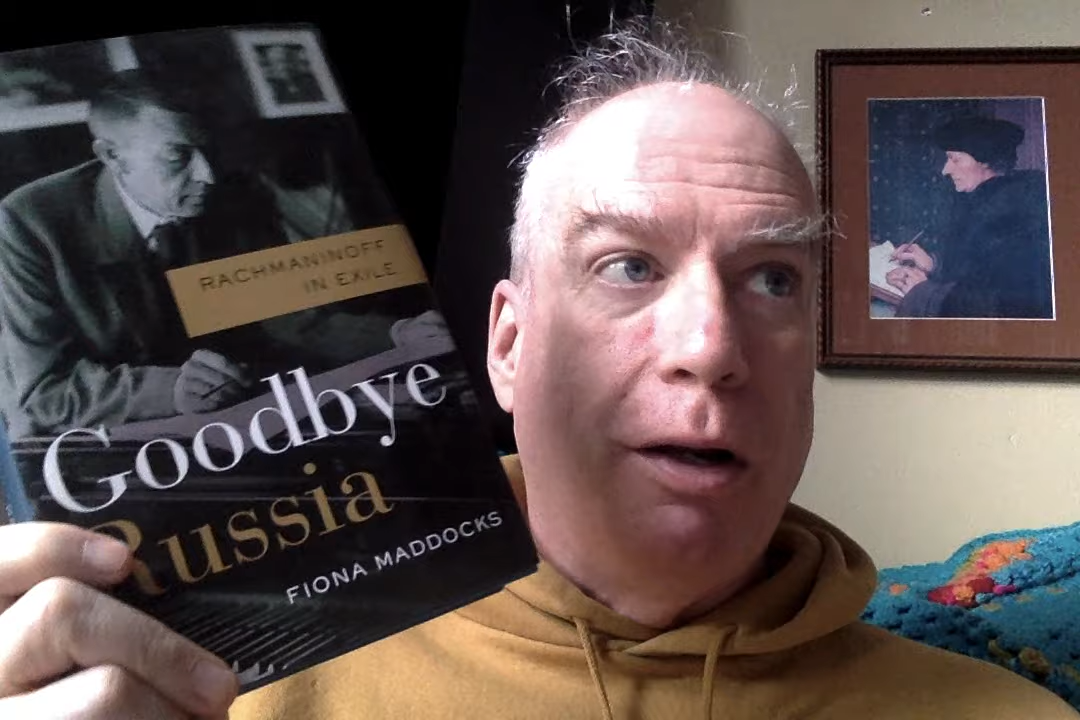 RACHMANINOFF
IN EXILE
Goodbye
Russia
FIONA MADDOCKS